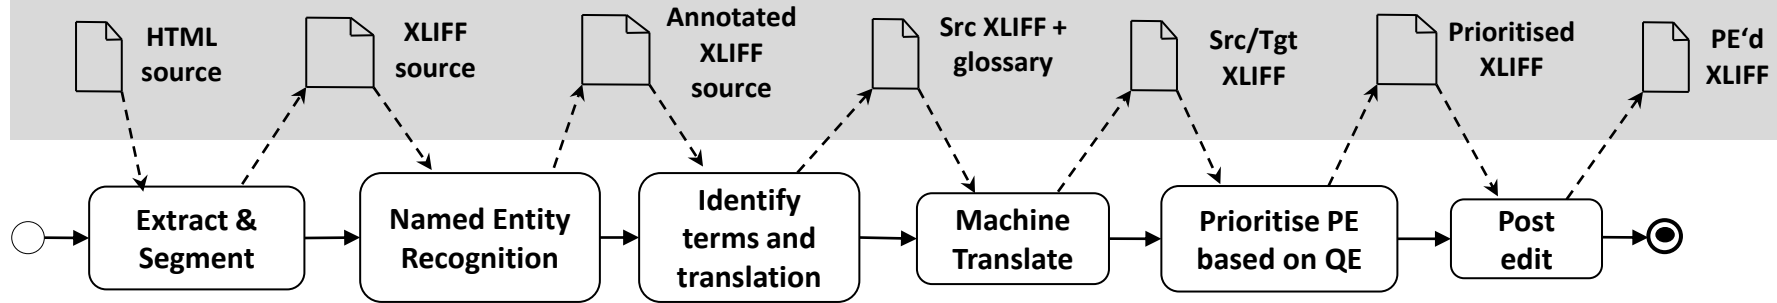 HTML
source
XLIFF
source
Annotated
XLIFF
source
Src XLIFF +
glossary
Src/Tgt
XLIFF
Prioritised
XLIFF
PE‘d
XLIFF
Extract &
Segment
Named Entity
Recognition
Identify
terms and
translation
Machine
Translate
Prioritise PE
based on QE
Post
edit